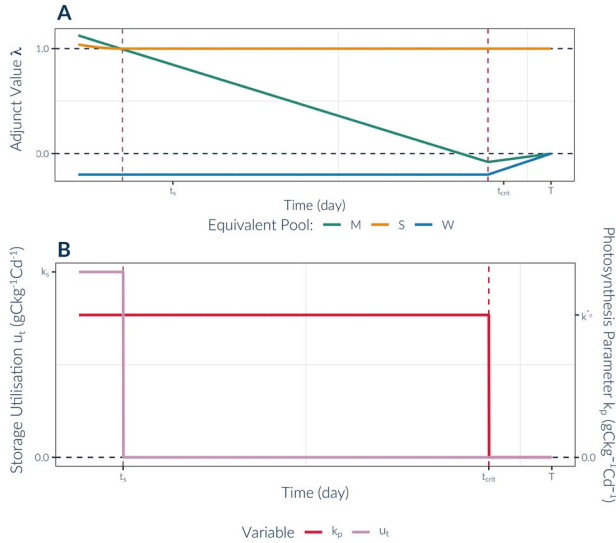 A
Adjunct Value λ
1.0
0.0
tₛ
t_crit
T
Time (day)
Equivalent Pool: M S W
B
Storage Utilisation uₜ (gCkg⁻¹Cd⁻¹)
kₛ
0.0
Photosynthesis Parameter kₚ (gCkg⁻¹Cd⁻¹)
0.0
tₛ
t_crit
T
Time (day)
Variable kₚ uₜ